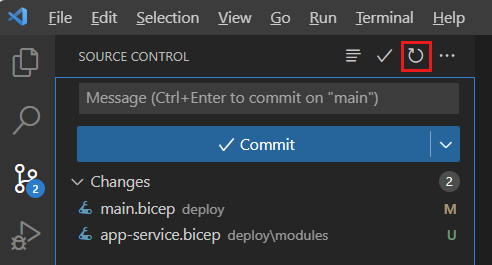 File Edit Selection View Go Run Terminal Help
SOURCE CONTROL
Message (Ctrl+Enter to commit on "main")
Commit
Changes 2
2
main.bicep deploy M
app-service.bicep deploy\modules U